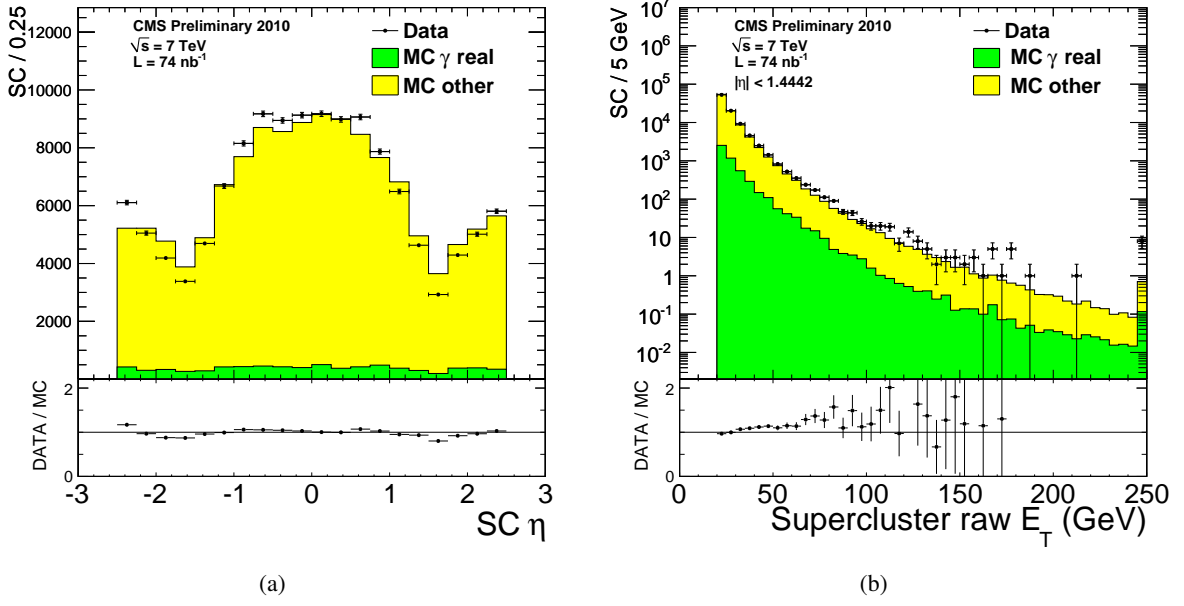 SC / 0.25
12000
10000
8000
6000
4000
2000
CMS Preliminary 2010
√s = 7 TeV
L = 74 nb⁻¹
Data
MC γ real
MC other
DATA / MC
2
1
0
-3 -2 -1 0 1 2 3
SC η
(a)
SC / 5 GeV
10⁷
10⁶
10⁵
10⁴
10³
10²
10
1
10⁻¹
10⁻²
CMS Preliminary 2010
√s = 7 TeV
L = 74 nb⁻¹
|η| < 1.4442
Data
MC γ real
MC other
DATA / MC
2
1
0
0 50 100 150 200 250
Supercluster raw E_T (GeV)
(b)